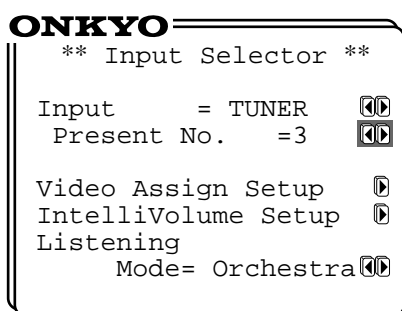 ONKYO
** Input Selector **
Input = TUNER
Present No. =3
Video Assign Setup
IntelliVolume Setup
Listening
Mode= Orchestra